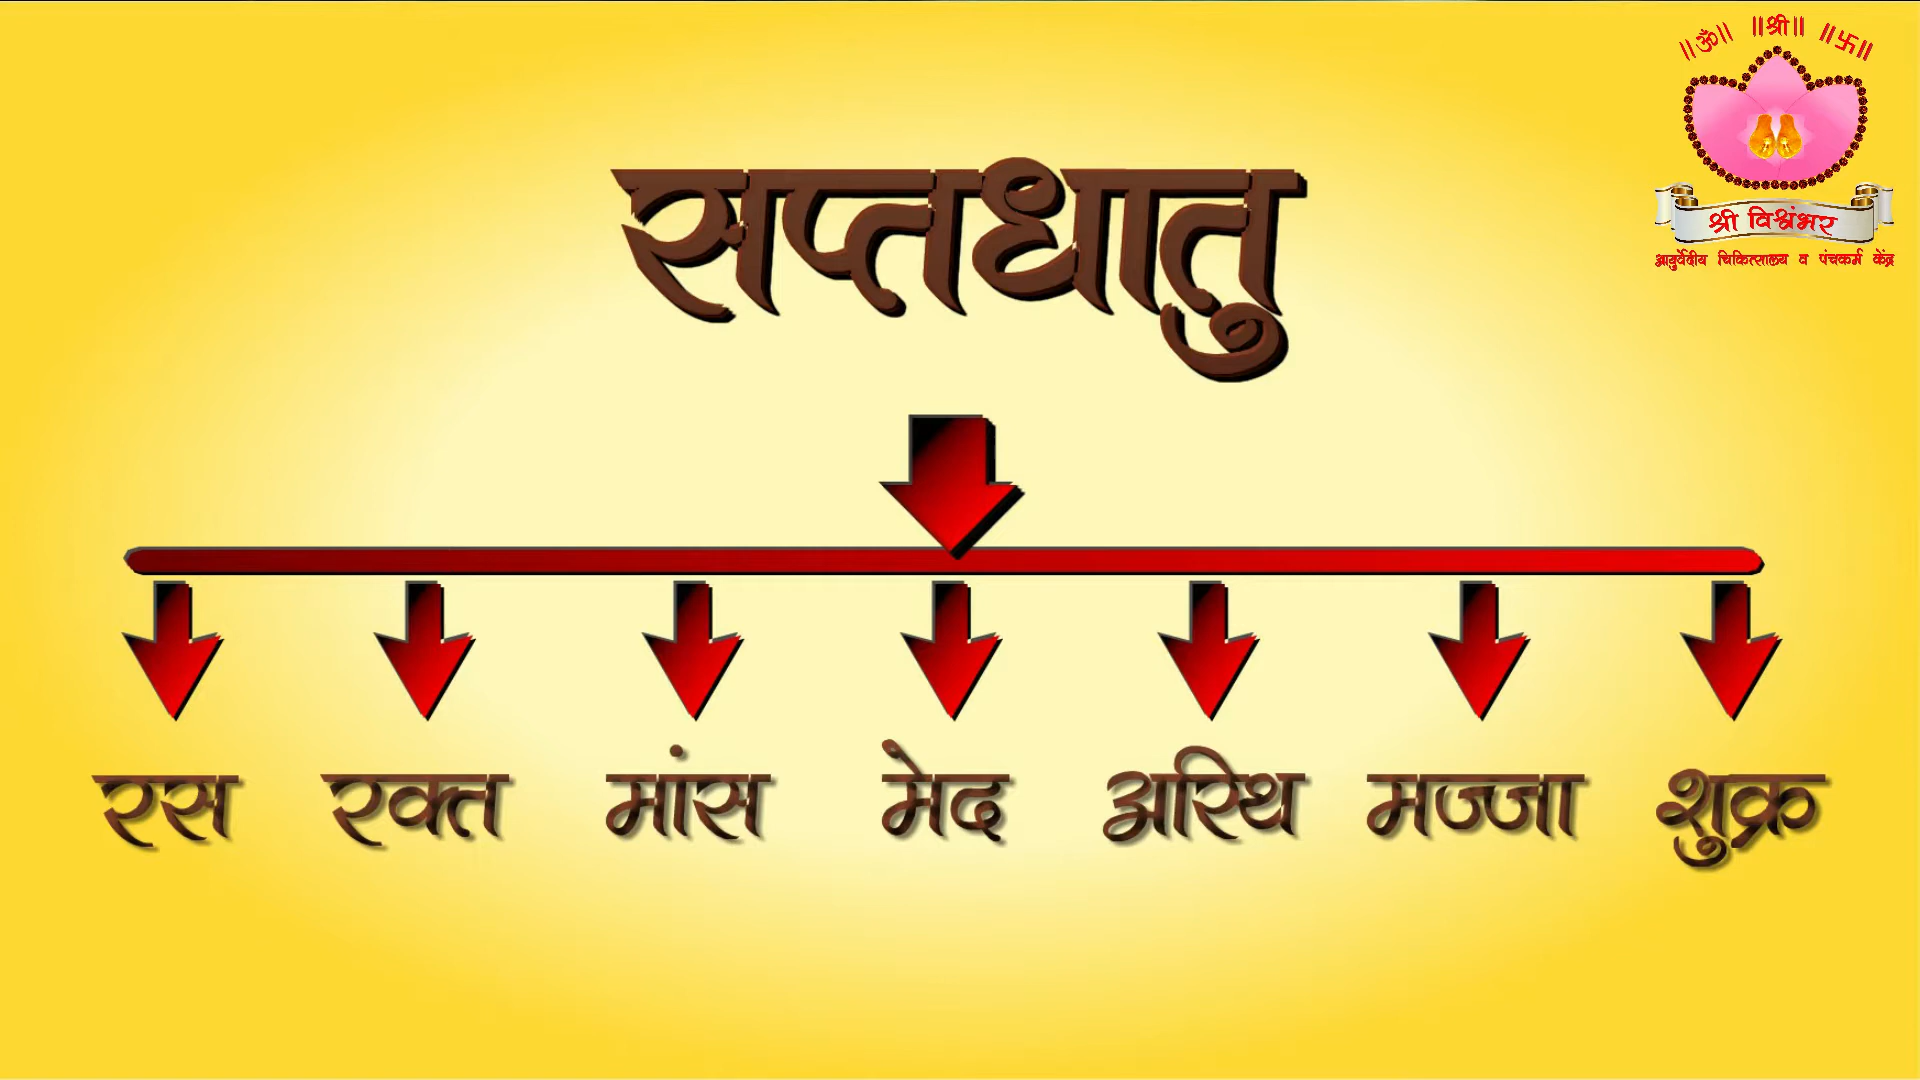 ॥ॐ॥ ॥श्री॥ ॥卐॥
श्री विश्वंभर
आयुर्वेदीय चिकित्सालय व पंचकर्म केंद्र
सप्तधातु
रस रक्त मांस मेद अस्थि मज्जा शुक्र